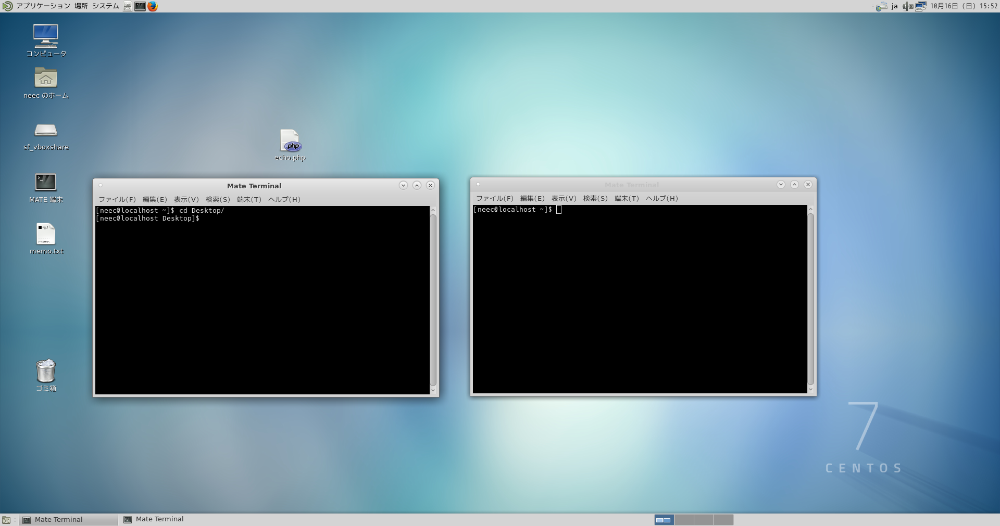 アプリケーション 場所 システム
ja 10月16日 (日) 15:52
コンピュータ
neec のホーム
sf_vboxshare
MATE 端末
■モバ
memo.txt
ゴミ箱
php
echo.php
Mate Terminal
ファイル(F) 編集(E) 表示(V) 検索(S) 端末(T) ヘルプ(H)
[neec@localhost ~]$ cd Desktop/
[neec@localhost Desktop]$
Mate Terminal
ファイル(F) 編集(E) 表示(V) 検索(S) 端末(T) ヘルプ(H)
[neec@localhost ~]$
7
CENTOS
Mate Terminal
Mate Terminal